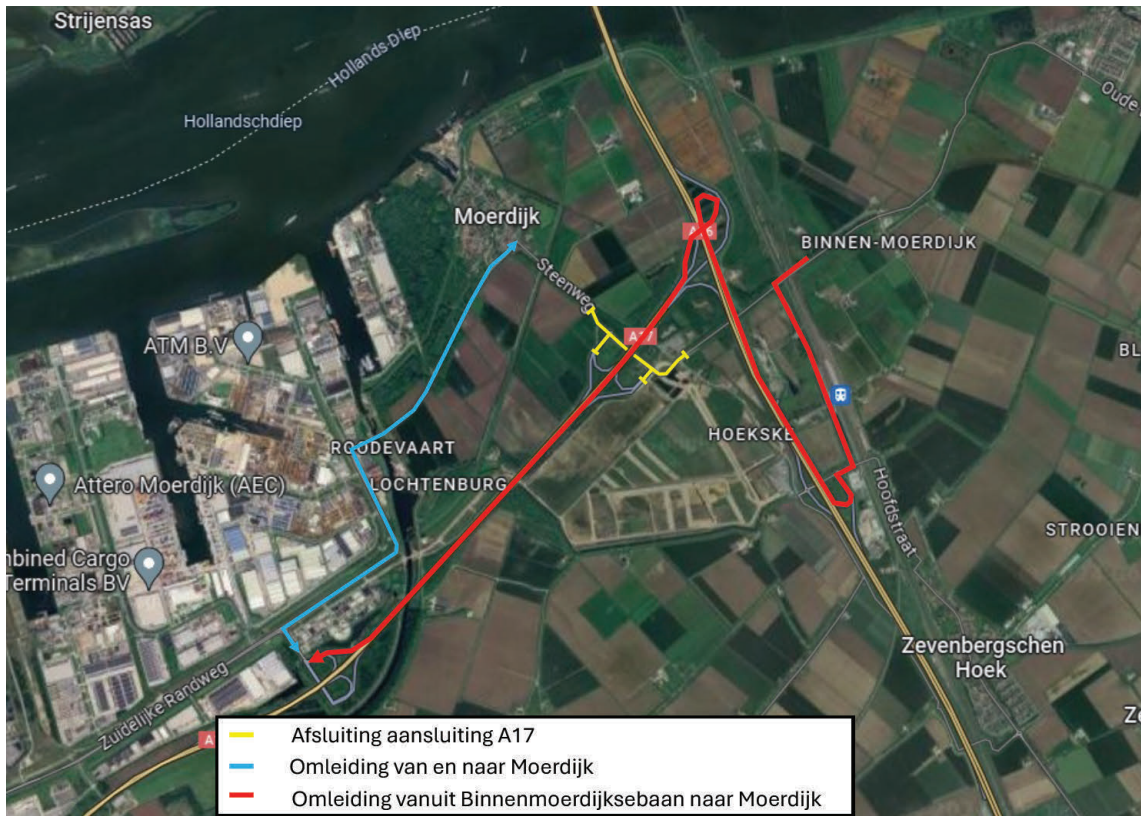 Strijensas
Hollands Diep
Hollandschdiep
Oude
Moerdijk
BINNEN-MOERDIJK
Steenweg
A17
ATM B.V
BL
HOEKSKE
ROODEVAART
LOCHTENBURG
Attero Moerdijk (AEC)
Hoofdstraat
STROOIEN
mbined Cargo
Terminals BV
Zevenbergschen
Hoek
Zuidelijke Randweg
A
Ze
Afsluiting aansluiting A17
Omleiding van en naar Moerdijk
Omleiding vanuit Binnenmoerdijksebaan naar Moerdijk